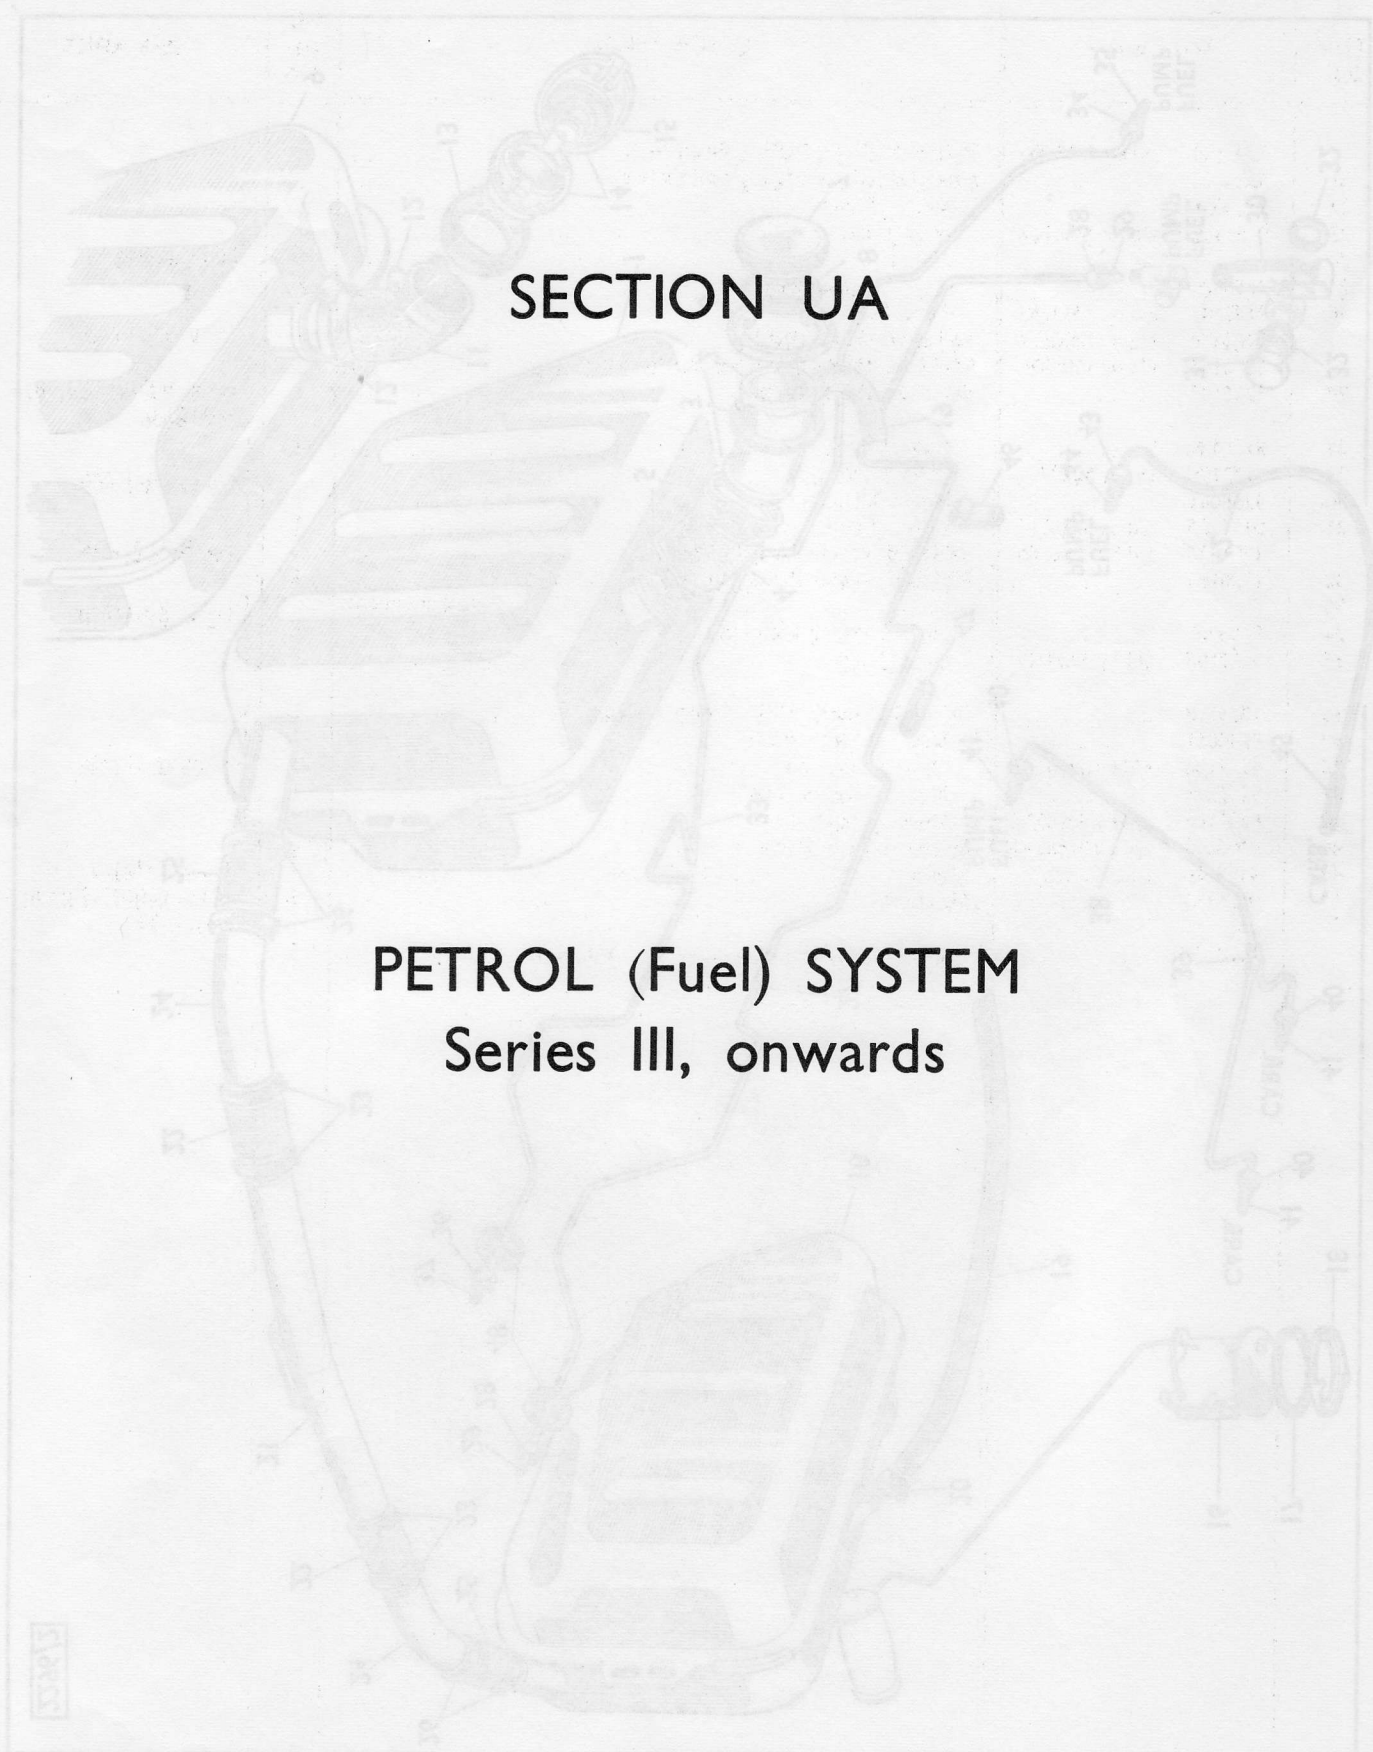 SECTION UA
PETROL (Fuel) SYSTEM
Series III, onwards